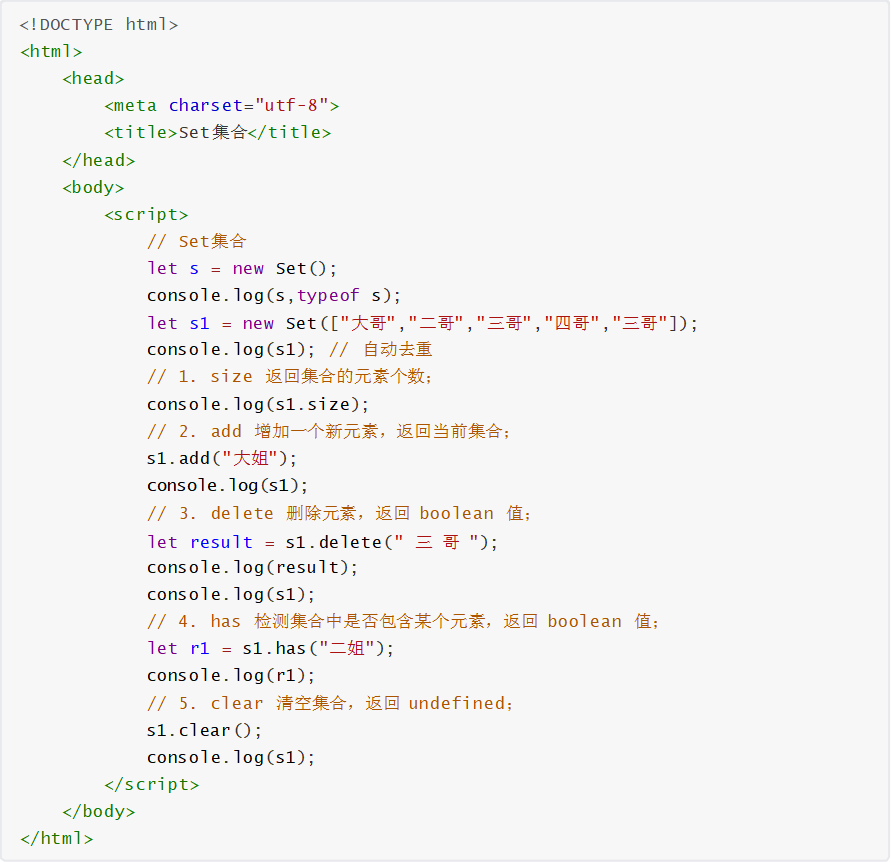 <!DOCTYPE html>
<html>
    <head>
        <meta charset="utf-8">
        <title>Set集合</title>
    </head>
    <body>
        <script>
            // Set集合
            let s = new Set();
            console.log(s,typeof s);
            let s1 = new Set(["大哥","二哥","三哥","四哥","三哥"]);
            console.log(s1); // 自动去重
            // 1. size 返回集合的元素个数；
            console.log(s1.size);
            // 2. add 增加一个新元素，返回当前集合；
            s1.add("大姐");
            console.log(s1);
            // 3. delete 删除元素，返回 boolean 值；
            let result = s1.delete(" 三 哥 ");
            console.log(result);
            console.log(s1);
            // 4. has 检测集合中是否包含某个元素，返回 boolean 值；
            let r1 = s1.has("二姐");
            console.log(r1);
            // 5. clear 清空集合，返回 undefined；
            s1.clear();
            console.log(s1);
        </script>
    </body>
</html>